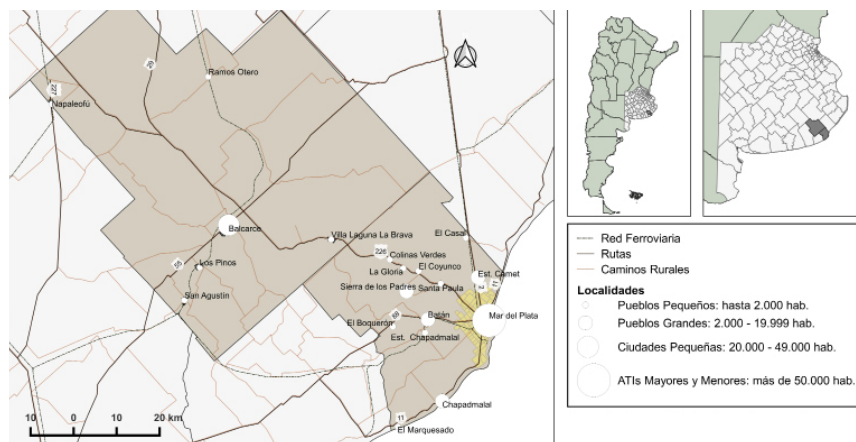 Ramos Otero
227
Napaleofú
Balcarce
Villa Laguna La Brava
El Casal
226
Colinas Verdes
Los Pinos
La Gloria
El Coyunco
Est. Camet
11
2
San Agustín
Sierra de los Padres
Santa Paula
El Boquerón
88
Batán
Mar del Plata
Est. Chapadmalal
Chapadmalal
11
El Marquesado
10 0 10 20 km
Red Ferroviaria
Rutas
Caminos Rurales
Localidades
Pueblos Pequeños: hasta 2.000 hab.
Pueblos Grandes: 2.000 - 19.999 hab.
Ciudades Pequeñas: 20.000 - 49.000 hab.
ATIs Mayores y Menores: más de 50.000 hab.